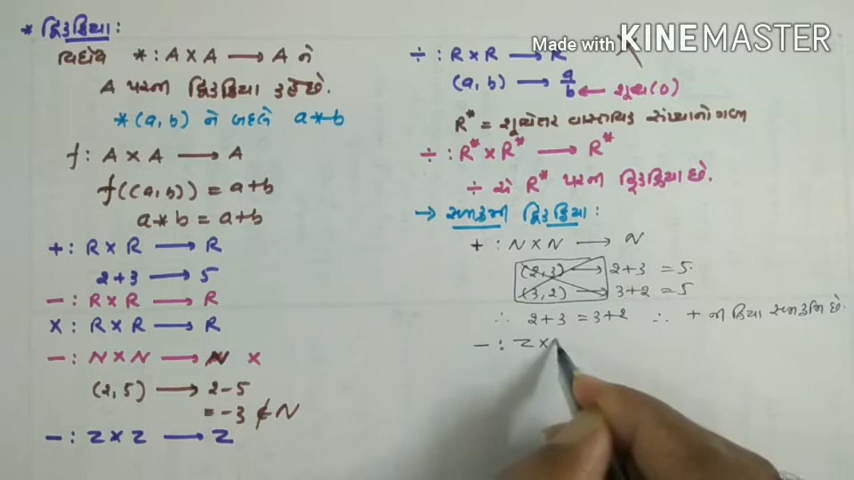 * દ્વિક્રિયા :
વિધેય * : A × A → A ને
A પરની દ્વિક્રિયા કહે છે.
*(a, b) ને બદલે a * b
f : A × A → A
f((a, b)) = a + b
a * b = a + b
+ : R × R → R
2 + 3 → 5
− : R × R → R
× : R × R → R
− : N × N → N ×
(2, 5) → 2 − 5
= −3 ∉ N
− : Z × Z → Z
Made with KINEMASTER
÷ : R × R → R
(a, b) → a/b ← શૂન્ય (0)
R* = શૂન્યેતર વાસ્તવિક સંખ્યાનો ગણ
÷ : R* × R* → R*
÷ એ R* પરની દ્વિક્રિયા છે.
→ સમક્રમી દ્વિક્રિયા :
+ : N × N → N
(2, 3) → 2 + 3 = 5
(3, 2) → 3 + 2 = 5
∴ 2 + 3 = 3 + 2 ∴ + ની ક્રિયા સમક્રમી છે.
− : Z ×